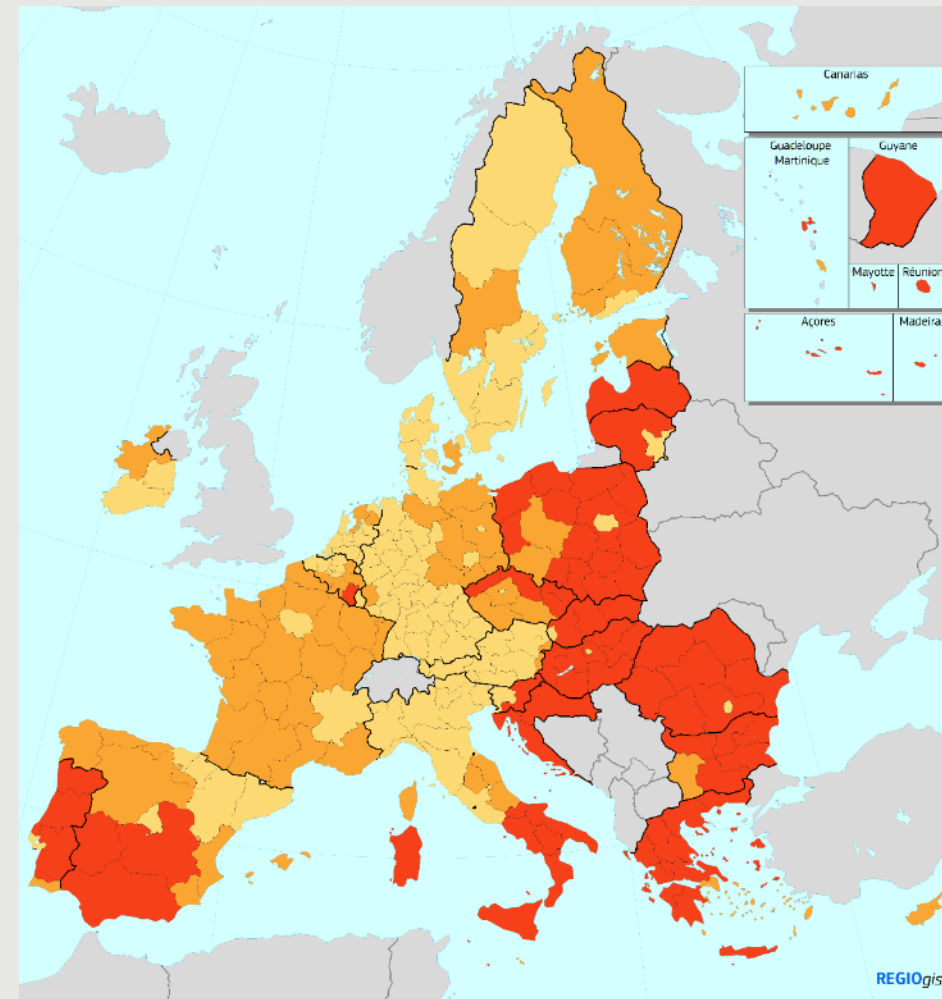 Canarias
Guadeloupe
Martinique
Guyane
Mayotte
Réunion
Açores
Madeira
REGIOgis